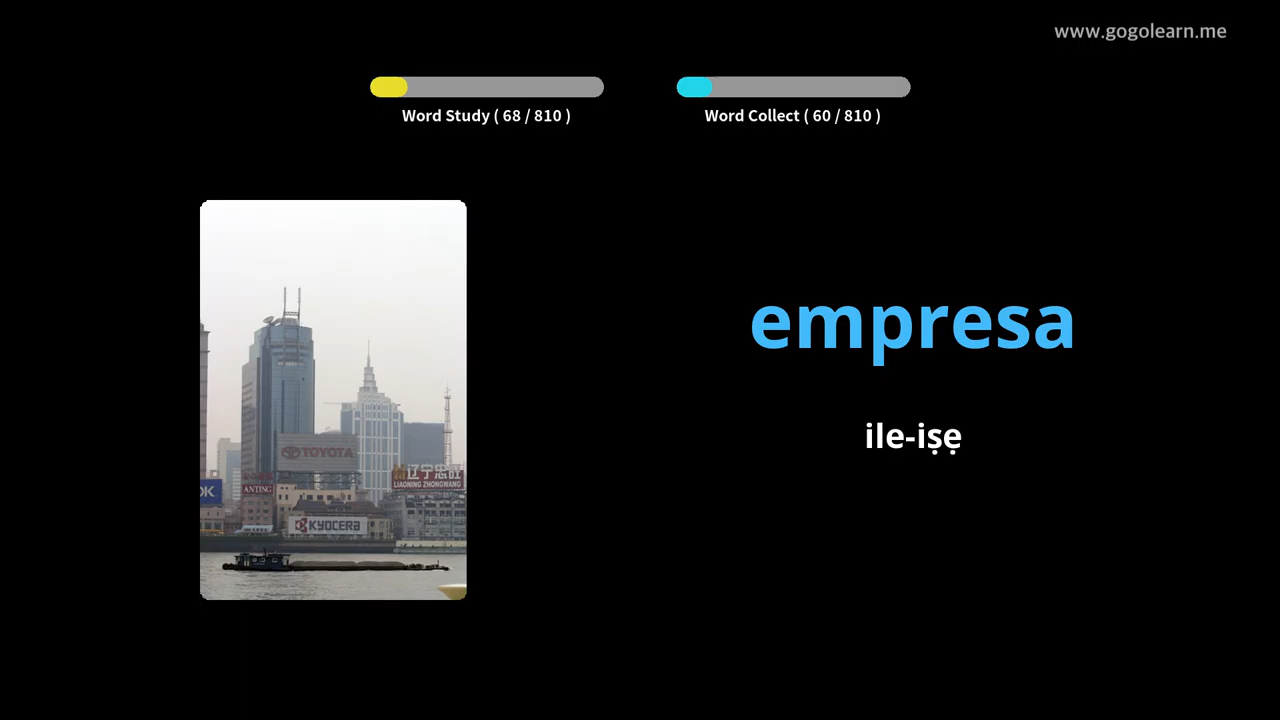 www.gogolearn.me
Word Study ( 68 / 810 )
Word Collect ( 60 / 810 )
empresa
ile-iṣẹ
TOYOTA
辽宁忠旺
LIAONING ZHONGWANG
ANTING
KYOCERA